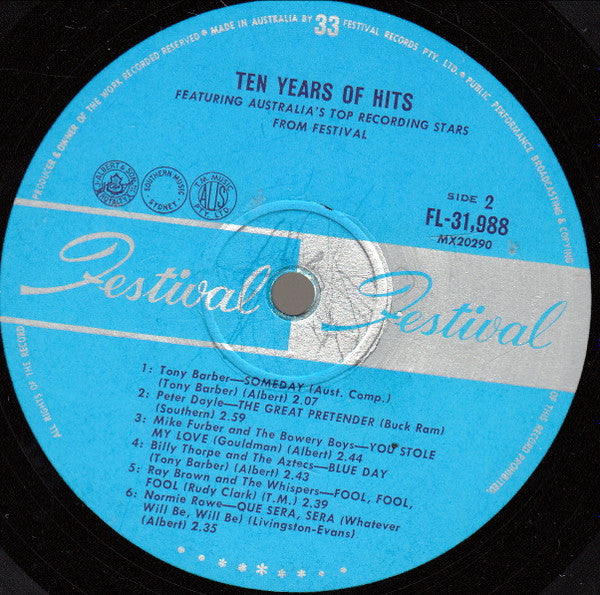 PRODUCER & OWNER OF THE WORK RECORDED RESERVED * MADE IN AUSTRALIA BY 33 FESTIVAL RECORDS PTY. LTD. * PUBLIC PERFORMANCE BROADCASTING & COPYING
TEN YEARS OF HITS
FEATURING AUSTRALIA'S TOP RECORDING STARS
FROM FESTIVAL
J. ALBERT & SON
SOUTHERN MUSIC
SYDNEY
T.M. MUSIC
PTY. LTD.
SIDE 2
FL-31,988
MX20290
Festival Festival
1: Tony Barber—SOMEDAY (Aust. Comp.)
(Tony Barber) (Albert) 2.07
2: Peter Doyle—THE GREAT PRETENDER (Buck Ram)
(Southern) 2.59
3: Mike Furber and the Bowery Boys—YOU STOLE
MY LOVE (Gouldman) (Albert) 2.44
4: Billy Thorpe and The Aztecs—BLUE DAY
(Tony Barber) (Albert) 2.43
5: Ray Brown and The Whispers—FOOL, FOOL,
FOOL (Rudy Clark) (T.M.) 2.39
6: Normie Rowe—QUE SERA, SERA (Whatever
Will Be, Will Be) (Livingston-Evans)
(Albert) 2.35
ALL RIGHTS OF THE RECORD
OF THIS RECORD PROHIBITED.